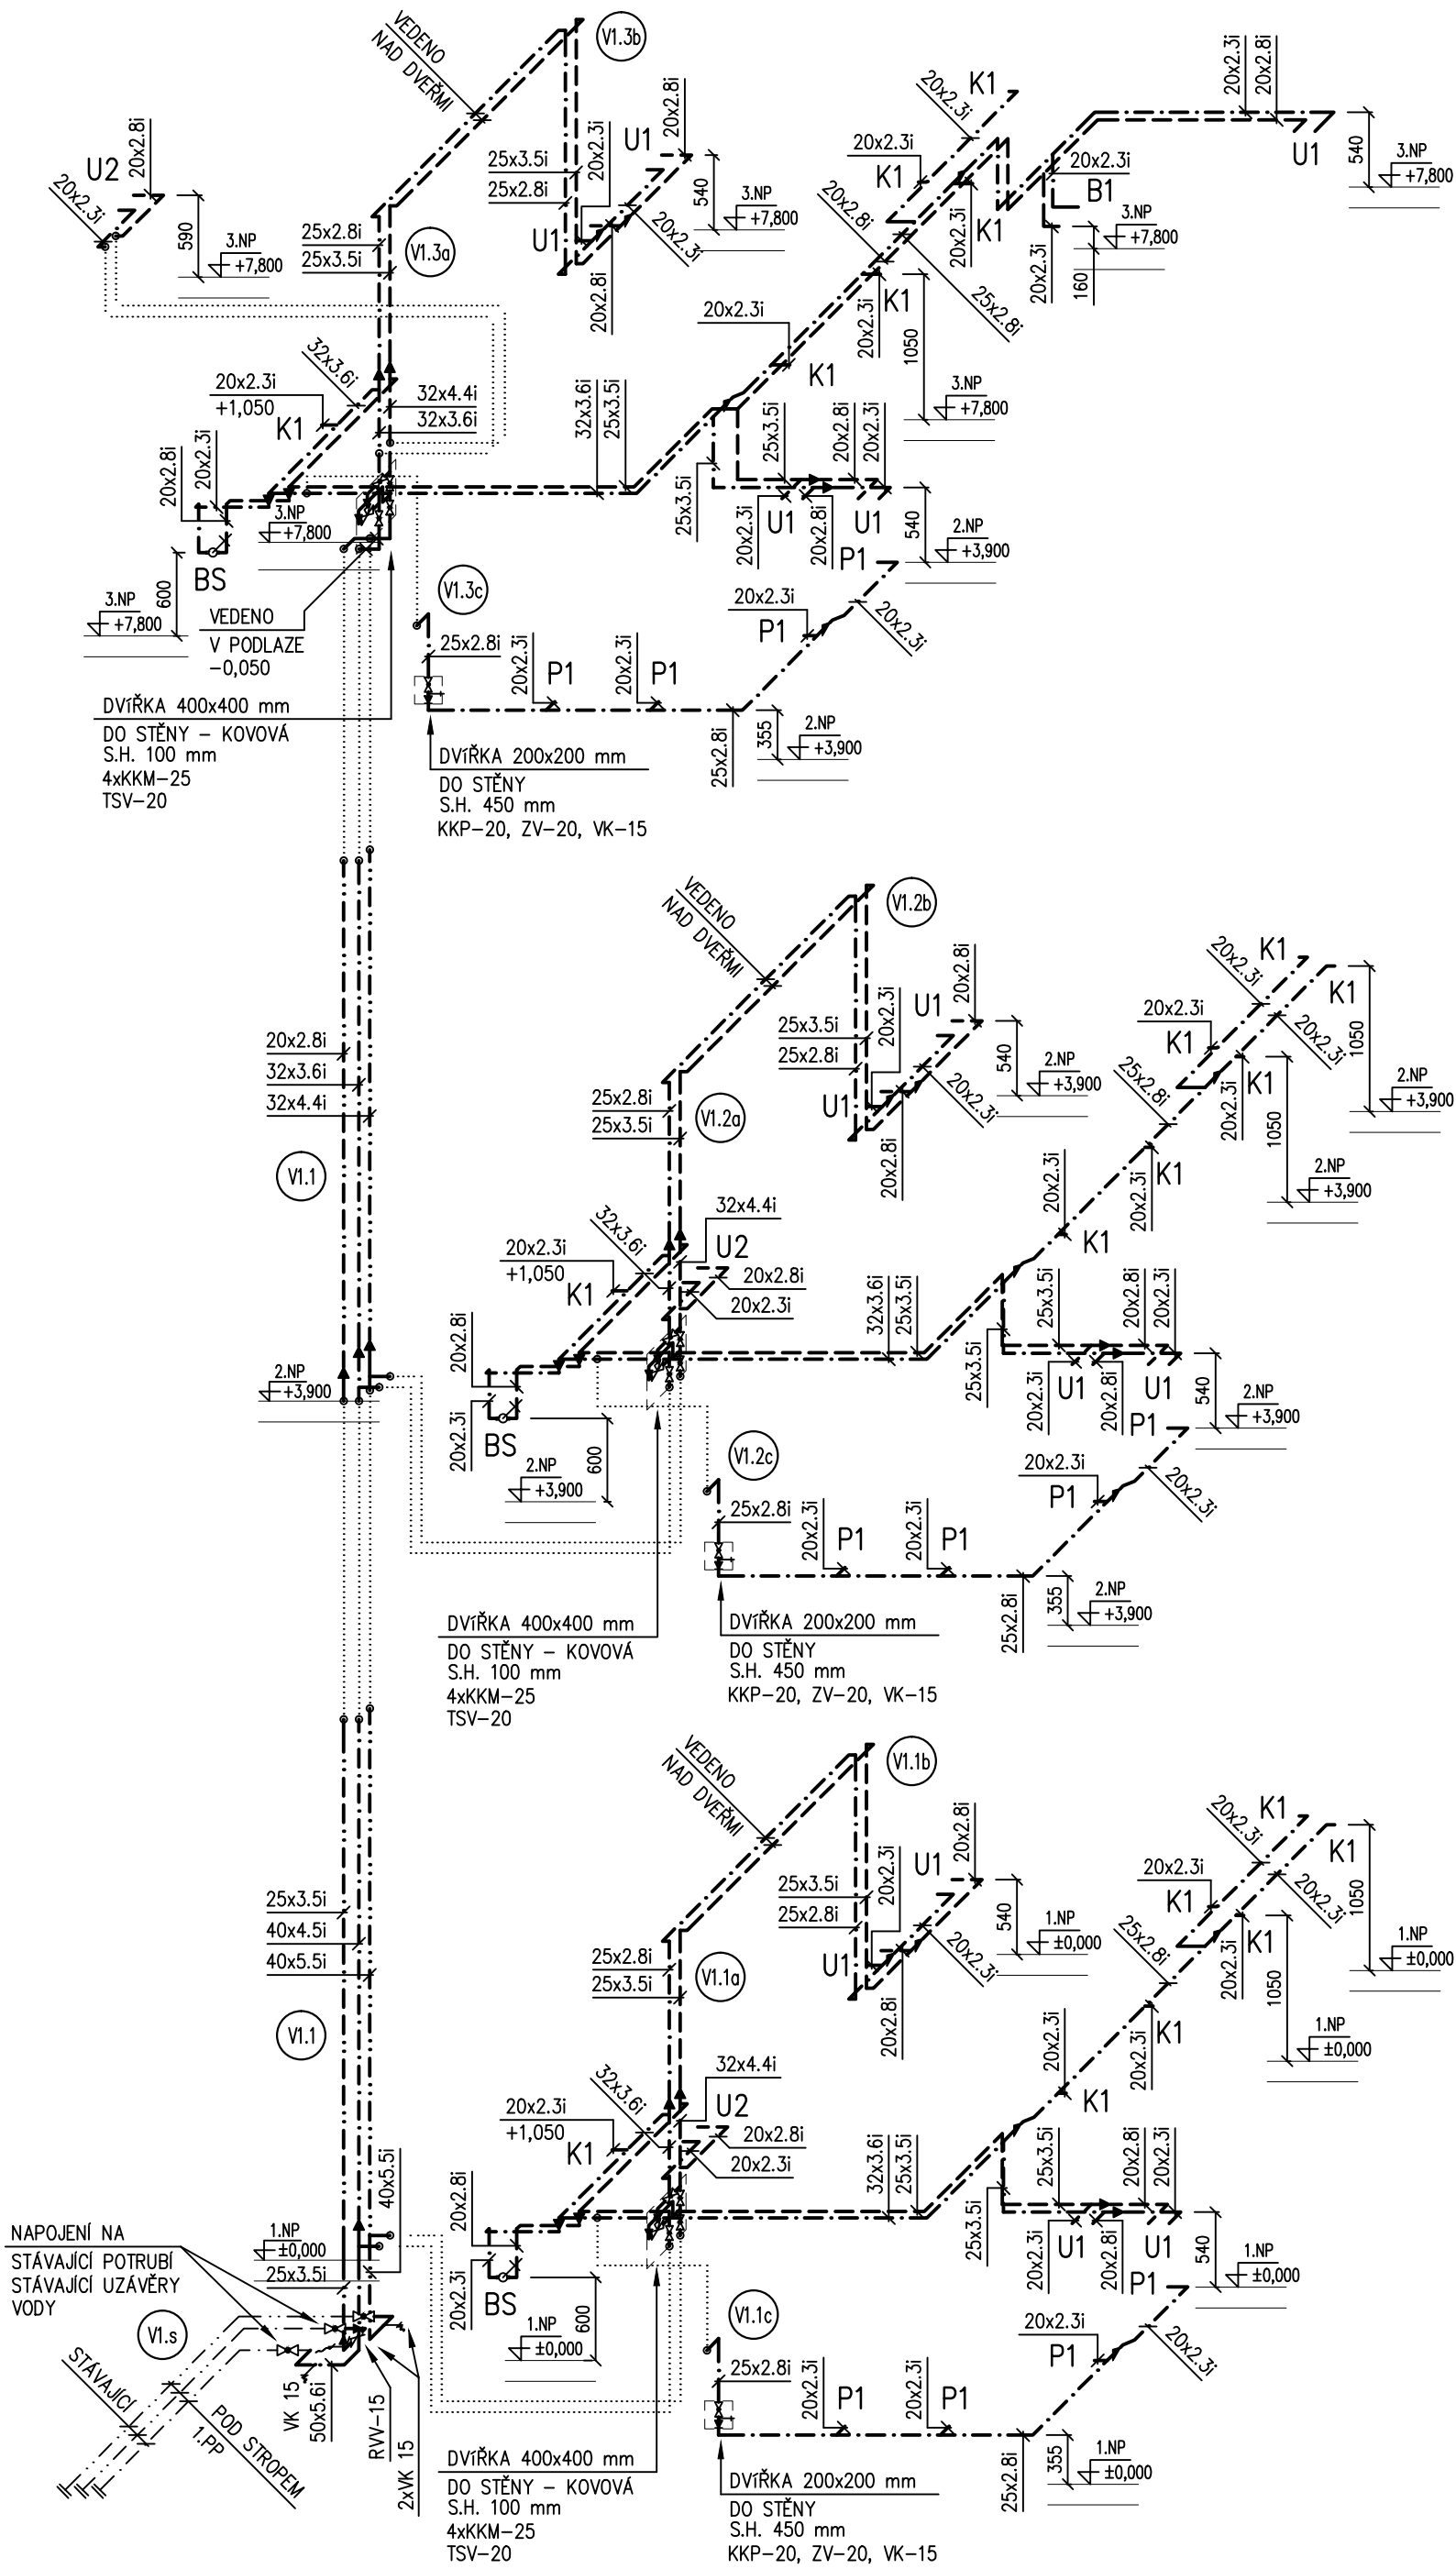 VEDENO
NAD DVEŘMI
V1.3b
20x2.8i
U2
20x2.3i
590
3.NP
+7,800
25x2.8i
25x3.5i
V1.3a
25x3.5i
25x2.8i
20x2.3i
U1
20x2.8i
540
3.NP
+7,800
20x2.3i
U1
20x2.8i
20x2.3i
K1
20x2.3i
K1
20x2.8i
20x2.3i
K1
25x2.8i
20x2.3i
B1
20x2.3i
160
3.NP
+7,800
20x2.3i
20x2.8i
U1
540
3.NP
+7,800
K1
20x2.3i
1050
3.NP
+7,800
20x2.3i
K1
32x3.6i
20x2.3i
+1,050
K1
32x4.4i
32x3.6i
32x3.6i
25x3.5i
25x3.5i
25x3.5i
20x2.8i
20x2.3i
20x2.3i
U1
20x2.8i
U1
540
2.NP
+3,900
20x2.8i
20x2.3i
3.NP
+7,800
BS
600
3.NP
+7,800
VEDENO
V PODLAZE
-0,050
V1.3c
25x2.8i
20x2.3i
P1
20x2.3i
P1
20x2.3i
P1
P1
20x2.3i
25x2.8i
355
2.NP
+3,900
DVÍŘKA 400x400 mm
DO STĚNY – KOVOVÁ
S.H. 100 mm
4xKKM-25
TSV-20
DVÍŘKA 200x200 mm
DO STĚNY
S.H. 450 mm
KKP-20, ZV-20, VK-15
20x2.8i
32x3.6i
32x4.4i
V1.1
2.NP
+3,900
VEDENO
NAD DVEŘMI
V1.2b
25x3.5i
25x2.8i
20x2.3i
U1
20x2.8i
540
2.NP
+3,900
20x2.3i
U1
20x2.8i
25x2.8i
25x3.5i
V1.2a
20x2.3i
K1
K1
20x2.3i
K1
20x2.3i
1050
2.NP
+3,900
25x2.8i
K1
20x2.3i
1050
2.NP
+3,900
20x2.3i
K1
20x2.3i
K1
32x3.6i
20x2.3i
+1,050
K1
32x4.4i
U2
20x2.8i
20x2.3i
32x3.6i
25x3.5i
25x3.5i
25x3.5i
20x2.8i
20x2.3i
20x2.3i
U1
20x2.8i
U1
540
2.NP
+3,900
20x2.8i
20x2.3i
BS
2.NP
+3,900
600
V1.2c
25x2.8i
20x2.3i
P1
20x2.3i
P1
20x2.3i
P1
P1
20x2.3i
25x2.8i
355
2.NP
+3,900
DVÍŘKA 400x400 mm
DO STĚNY – KOVOVÁ
S.H. 100 mm
4xKKM-25
TSV-20
DVÍŘKA 200x200 mm
DO STĚNY
S.H. 450 mm
KKP-20, ZV-20, VK-15
25x3.5i
40x4.5i
40x5.5i
V1.1
40x5.5i
1.NP
±0,000
25x3.5i
NAPOJENÍ NA
STÁVAJÍCÍ POTRUBÍ
STÁVAJÍCÍ UZÁVĚRY
VODY
V1.s
STÁVAJÍCÍ
POD STROPEM
1.PP
VK 15
50x5.6i
RVV-15
2xVK 15
VEDENO
NAD DVEŘMI
V1.1b
25x3.5i
25x2.8i
20x2.3i
U1
20x2.8i
540
1.NP
±0,000
20x2.3i
U1
20x2.8i
25x2.8i
25x3.5i
V1.1a
20x2.3i
K1
K1
20x2.3i
K1
20x2.3i
1050
1.NP
±0,000
25x2.8i
K1
20x2.3i
1050
1.NP
±0,000
20x2.3i
K1
20x2.3i
K1
32x3.6i
20x2.3i
+1,050
K1
32x4.4i
U2
20x2.8i
20x2.3i
32x3.6i
25x3.5i
25x3.5i
25x3.5i
20x2.8i
20x2.3i
20x2.3i
U1
20x2.8i
U1
540
1.NP
±0,000
20x2.8i
20x2.3i
BS
1.NP
±0,000
600
V1.1c
25x2.8i
20x2.3i
P1
20x2.3i
P1
20x2.3i
P1
P1
20x2.3i
25x2.8i
355
1.NP
±0,000
DVÍŘKA 400x400 mm
DO STĚNY – KOVOVÁ
S.H. 100 mm
4xKKM-25
TSV-20
DVÍŘKA 200x200 mm
DO STĚNY
S.H. 450 mm
KKP-20, ZV-20, VK-15